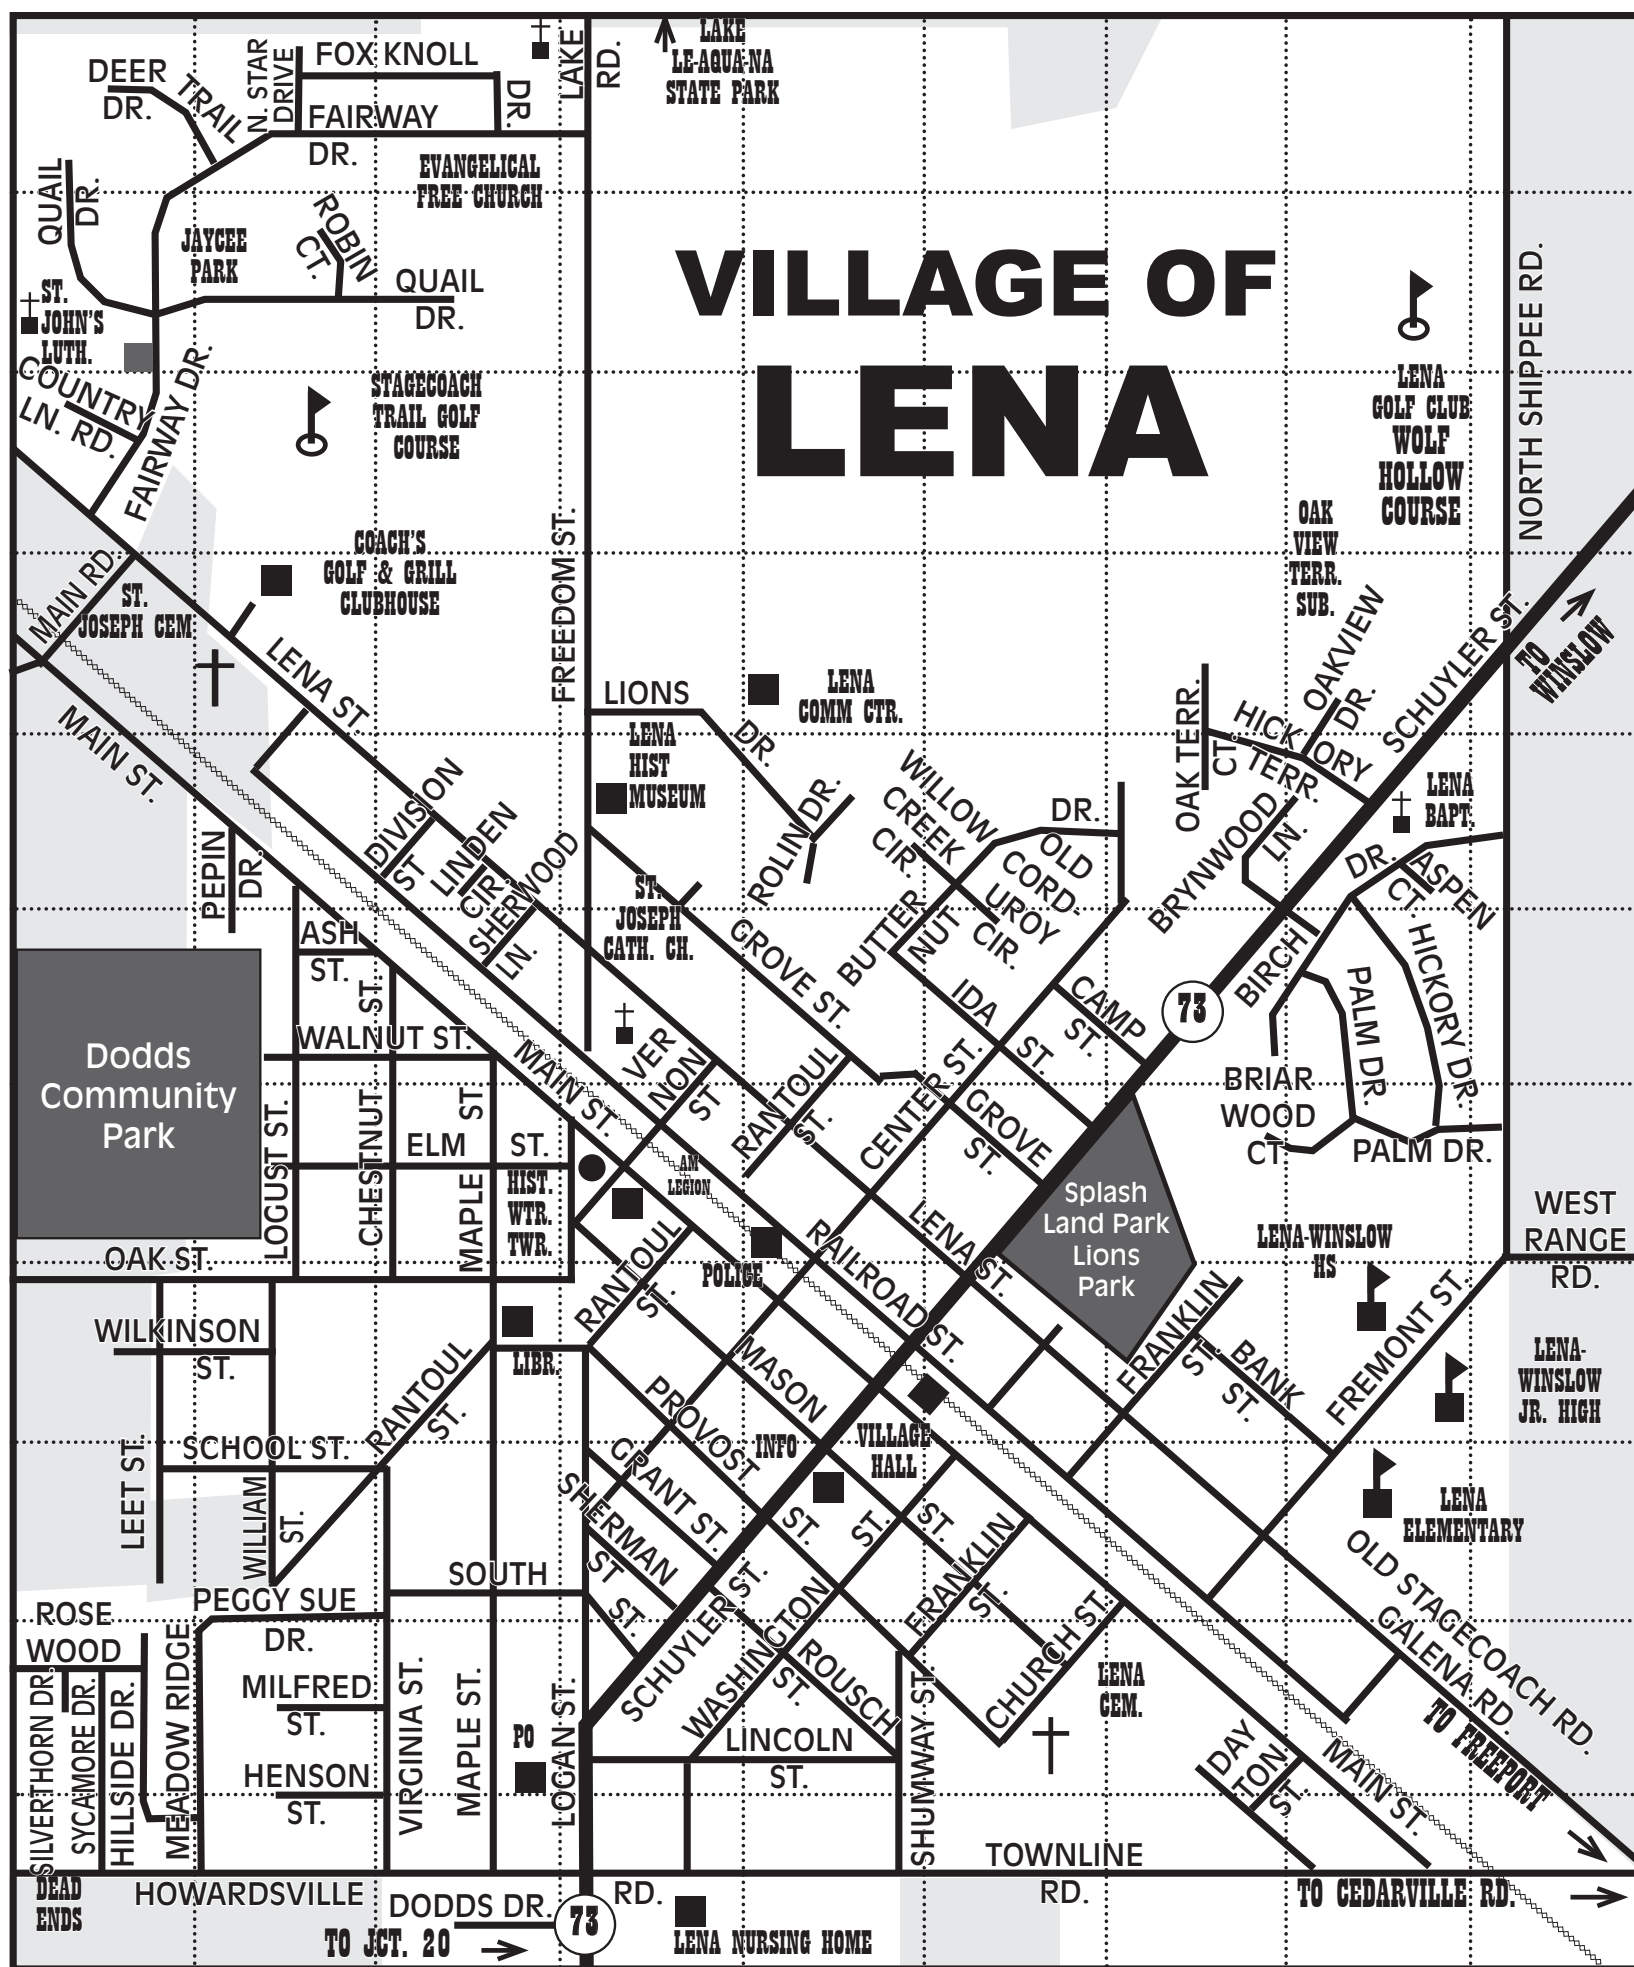 VILLAGE OF
LENA
DEER
DR.
TRAIL
N. STAR
DRIVE
FOX KNOLL
DR.
FAIRWAY
DR.
LAKE
RD.
LAKE
LE-AQUA-NA
STATE PARK
EVANGELICAL
FREE CHURCH
QUAIL
DR.
JAYCEE
PARK
ROBIN
CT.
QUAIL
DR.
ST.
JOHN'S
LUTH.
COUNTRY
LN. RD.
FAIRWAY DR.
STAGECOACH
TRAIL GOLF
COURSE
LENA
GOLF CLUB
WOLF
HOLLOW
COURSE
NORTH SHIPPEE RD.
MAIN RD.
ST.
JOSEPH CEM
COACH'S
GOLF & GRILL
CLUBHOUSE
FREEDOM ST.
OAK
VIEW
TERR.
SUB.
OAKVIEW
DR.
SCHUYLER ST.
TO
WINSLOW
LENA ST.
MAIN ST.
LIONS
DR.
LENA
COMM CTR.
LENA
HIST
MUSEUM
OAK TERR.
CT.
HICKORY
TERR.
LENA
BAPT.
DIVISION
ST
LINDEN
CIR.
SHERWOOD
LN.
ROLIN DR.
WILLOW
CREEK
CIR.
DR.
OLD
CORD-
UROY
CIR.
BRYNWOOD
LN.
DR.
ASPEN
CT.
PEPIN
DR.
ST.
JOSEPH
CATH. CH.
GROVE ST.
BUTTER
NUT
IDA
ST.
CAMP
ST.
73
BIRCH
PALM DR.
HICKORY DR.
ASH
ST.
ST.
WALNUT ST.
Dodds
Community
Park
MAIN ST.
VER
NON
ST
RANTOUL
ST.
CENTER ST.
GROVE
ST.
BRIAR
WOOD
CT
PALM DR.
LOGUST ST.
CHESTNUT
MAPLE
ST.
ELM
ST.
HIST.
WTR.
TWR.
AM
LEGION
Splash
Land Park
Lions
Park
LENA-WINSLOW
HS
WEST
RANGE
RD.
OAK ST.
RANTOUL
ST.
POLICE
RAILROAD ST.
LENA ST.
FRANKLIN
ST.
BANK
ST.
FREMONT ST.
LENA-
WINSLOW
JR. HIGH
WILKINSON
ST.
LIBR.
RANTOUL
ST.
MASON
ST.
PROVOST
ST.
INFO
VILLAGE
HALL
LEET ST.
SCHOOL ST.
WILLIAM
ST.
GRANT ST.
SHERMAN
ST
ST.
ST.
FRANKLIN
ST.
LENA
ELEMENTARY
OLD STAGECOACH RD.
GALENA RD.
TO FREEPORT
SOUTH
ST.
PEGGY SUE
DR.
ROSE
WOOD
SILVERTHORN DR.
SYCAMORE DR.
HILLSIDE DR.
MEADOW RIDGE
MILFRED
ST.
HENSON
ST.
VIRGINIA ST.
MAPLE ST.
PO
LOGAN ST.
SCHUYLER ST.
WASHINGTON
ROUSCH
ST.
LINCOLN
ST.
SHUMWAY ST.
CHURCH ST.
LENA
CEM.
DAY
TON
ST.
MAIN ST.
DEAD
ENDS
HOWARDSVILLE
RD.
TOWNLINE
RD.
DODDS DR.
TO JCT. 20
73
LENA NURSING HOME
TO CEDARVILLE RD.